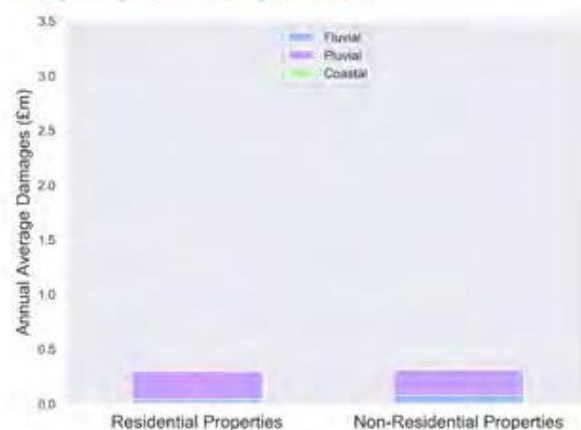 Fluvial
Pluvial
Coastal
Annual Average Damages (£m)
3.5
3.0
2.5
2.0
1.5
1.0
0.5
0.0
Residential Properties
Non-Residential Properties